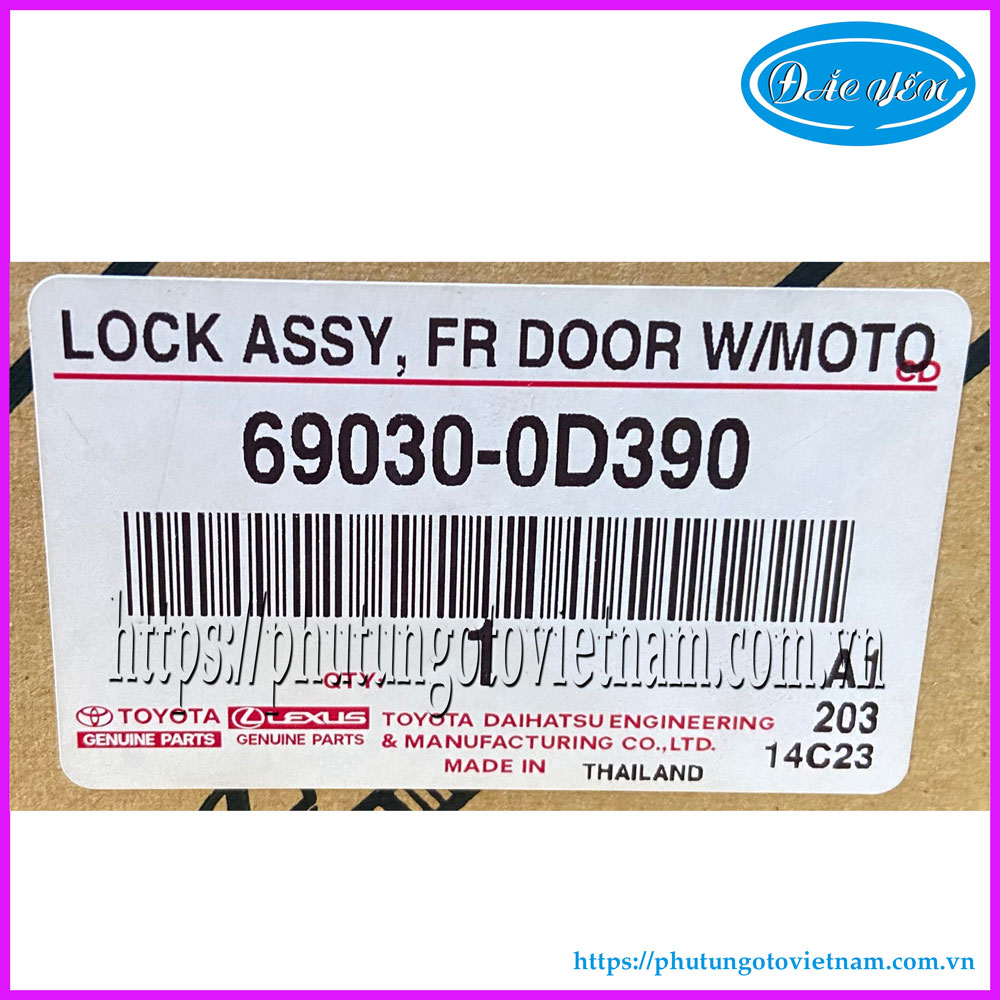 ĐẮC YẾN
LOCK ASSY, FR DOOR W/MOTO
CD
69030-0D390
https://phutungotovietnam.com.vn
QTY: 1 A1
TOYOTA LEXUS TOYOTA DAIHATSU ENGINEERING 203
GENUINE PARTS GENUINE PARTS & MANUFACTURING CO.,LTD. 14C23
MADE IN THAILAND
https://phutungotovietnam.com.vn